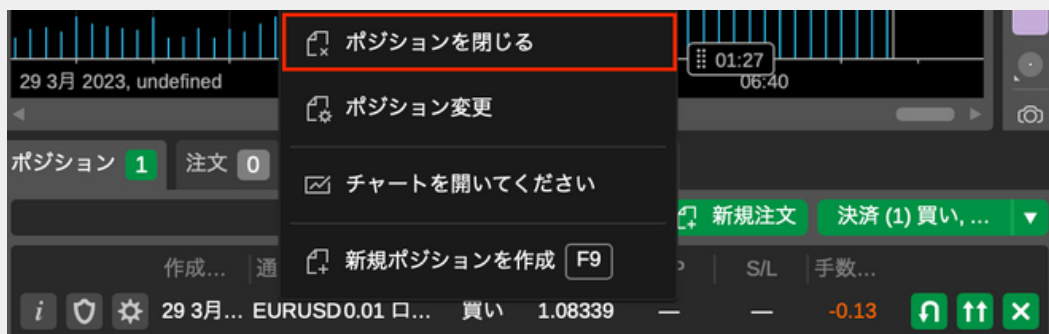 ポジションを閉じる
01:27
29 3月 2023, undefined
06:40
ポジション変更
ポジション 1 注文 0
チャートを開いてください
新規注文 決済 (1) 買い, ...
新規ポジションを作成 F9
作成... 通 S/L 手数...
29 3月... EURUSD 0.01 ロ... 買い 1.08339 — — -0.13